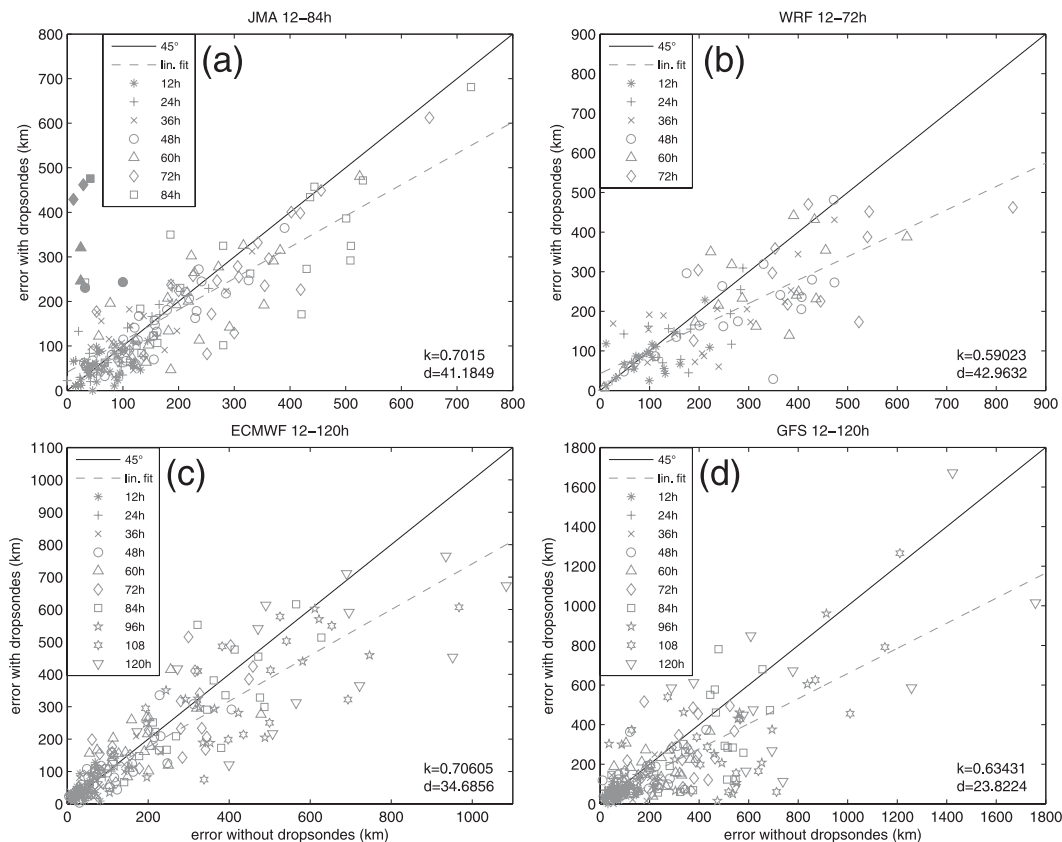 JMA 12–84h
(a)
error with dropsondes (km)
800
700
600
500
400
300
200
100
0
45°
lin. fit
12h
24h
36h
48h
60h
72h
84h
k=0.7015
d=41.1849
0 100 200 300 400 500 600 700 800
WRF 12–72h
(b)
error with dropsondes (km)
900
800
700
600
500
400
300
200
100
0
45°
lin. fit
12h
24h
36h
48h
60h
72h
k=0.59023
d=42.9632
0 100 200 300 400 500 600 700 800 900
ECMWF 12–120h
(c)
error with dropsondes (km)
1100
1000
900
800
700
600
500
400
300
200
100
0
45°
lin. fit
12h
24h
36h
48h
60h
72h
84h
96h
108
120h
k=0.70605
d=34.6856
0 200 400 600 800 1000
error without dropsondes (km)
GFS 12–120h
(d)
error with dropsondes (km)
1800
1600
1400
1200
1000
800
600
400
200
0
45°
lin. fit
12h
24h
36h
48h
60h
72h
84h
96h
108
120h
k=0.63431
d=23.8224
0 200 400 600 800 1000 1200 1400 1600 1800
error without dropsondes (km)